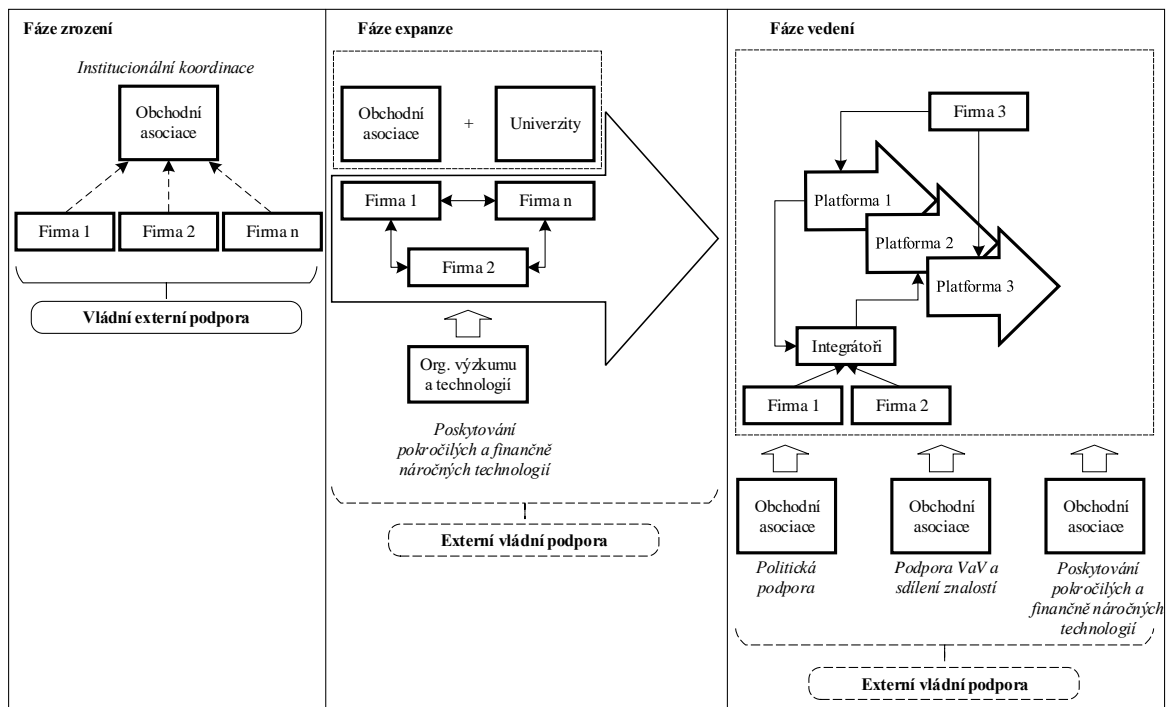 Fáze zrození
Institucionální koordinace
Obchodní
asociace
Firma 1
Firma 2
Firma n
Vládní externí podpora
Fáze expanze
Obchodní
asociace
+
Univerzity
Firma 1
Firma n
Firma 2
Org. výzkumu
a technologií
Poskytování
pokročilých a finančně
náročných technologií
Externí vládní podpora
Fáze vedení
Firma 3
Platforma 1
Platforma 2
Platforma 3
Integrátoři
Firma 1
Firma 2
Obchodní
asociace
Politická
podpora
Obchodní
asociace
Podpora VaV a
sdílení znalostí
Obchodní
asociace
Poskytování
pokročilých a
finančně náročných
technologií
Externí vládní podpora